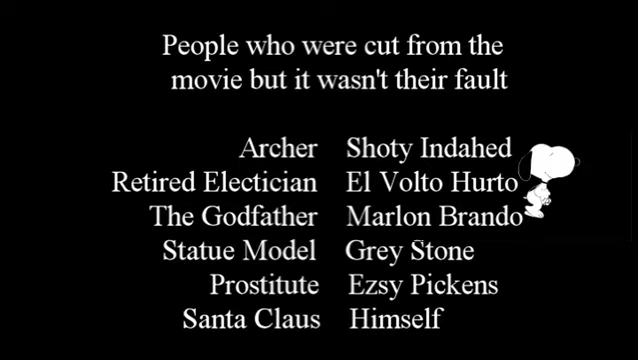 People who were cut from the
movie but it wasn't their fault
Archer Shoty Indahed
Retired Electician El Volto Hurto
The Godfather Marlon Brando
Statue Model Grey Stone
Prostitute Ezsy Pickens
Santa Claus Himself